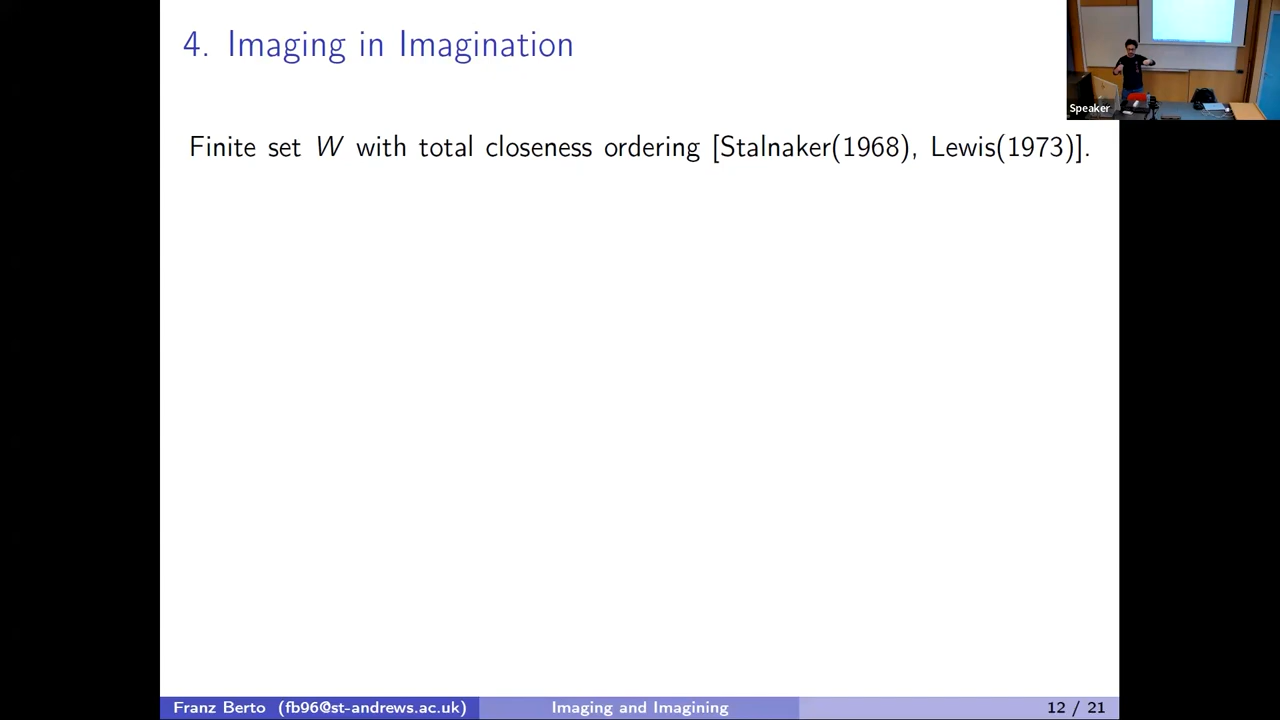 4. Imaging in Imagination
Speaker
Finite set W with total closeness ordering [Stalnaker(1968), Lewis(1973)].
Franz Berto (fb96@st-andrews.ac.uk) Imaging and Imagining 12 / 21